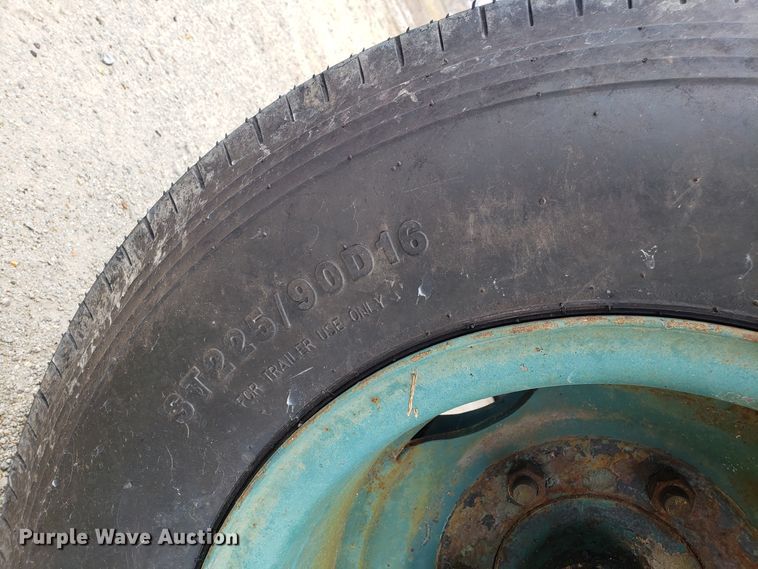 ST225/90D16
FOR TRAILER USE ONLY
Purple Wave Auction